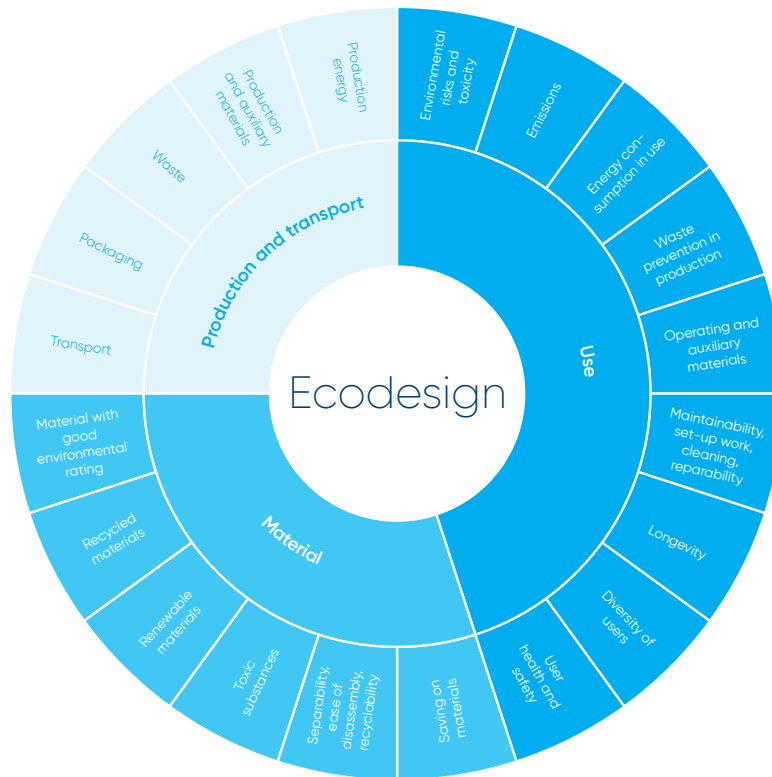 Ecodesign
Use
Environmental
risks and
toxicity
Emissions
Energy con-
sumption in use
Waste
prevention in
production
Operating and
auxiliary
materials
Maintainability,
set-up work,
cleaning,
reparability
Longevity
Diversity of
users
User
health and
safety
Material
Saving on
materials
Separability,
ease of
disassembly,
recyclability
Toxic
substances
Renewable
materials
Recycled
materials
Material with
good
environmental
rating
Production and transport
Transport
Packaging
Waste
Production
and auxiliary
materials
Production
energy